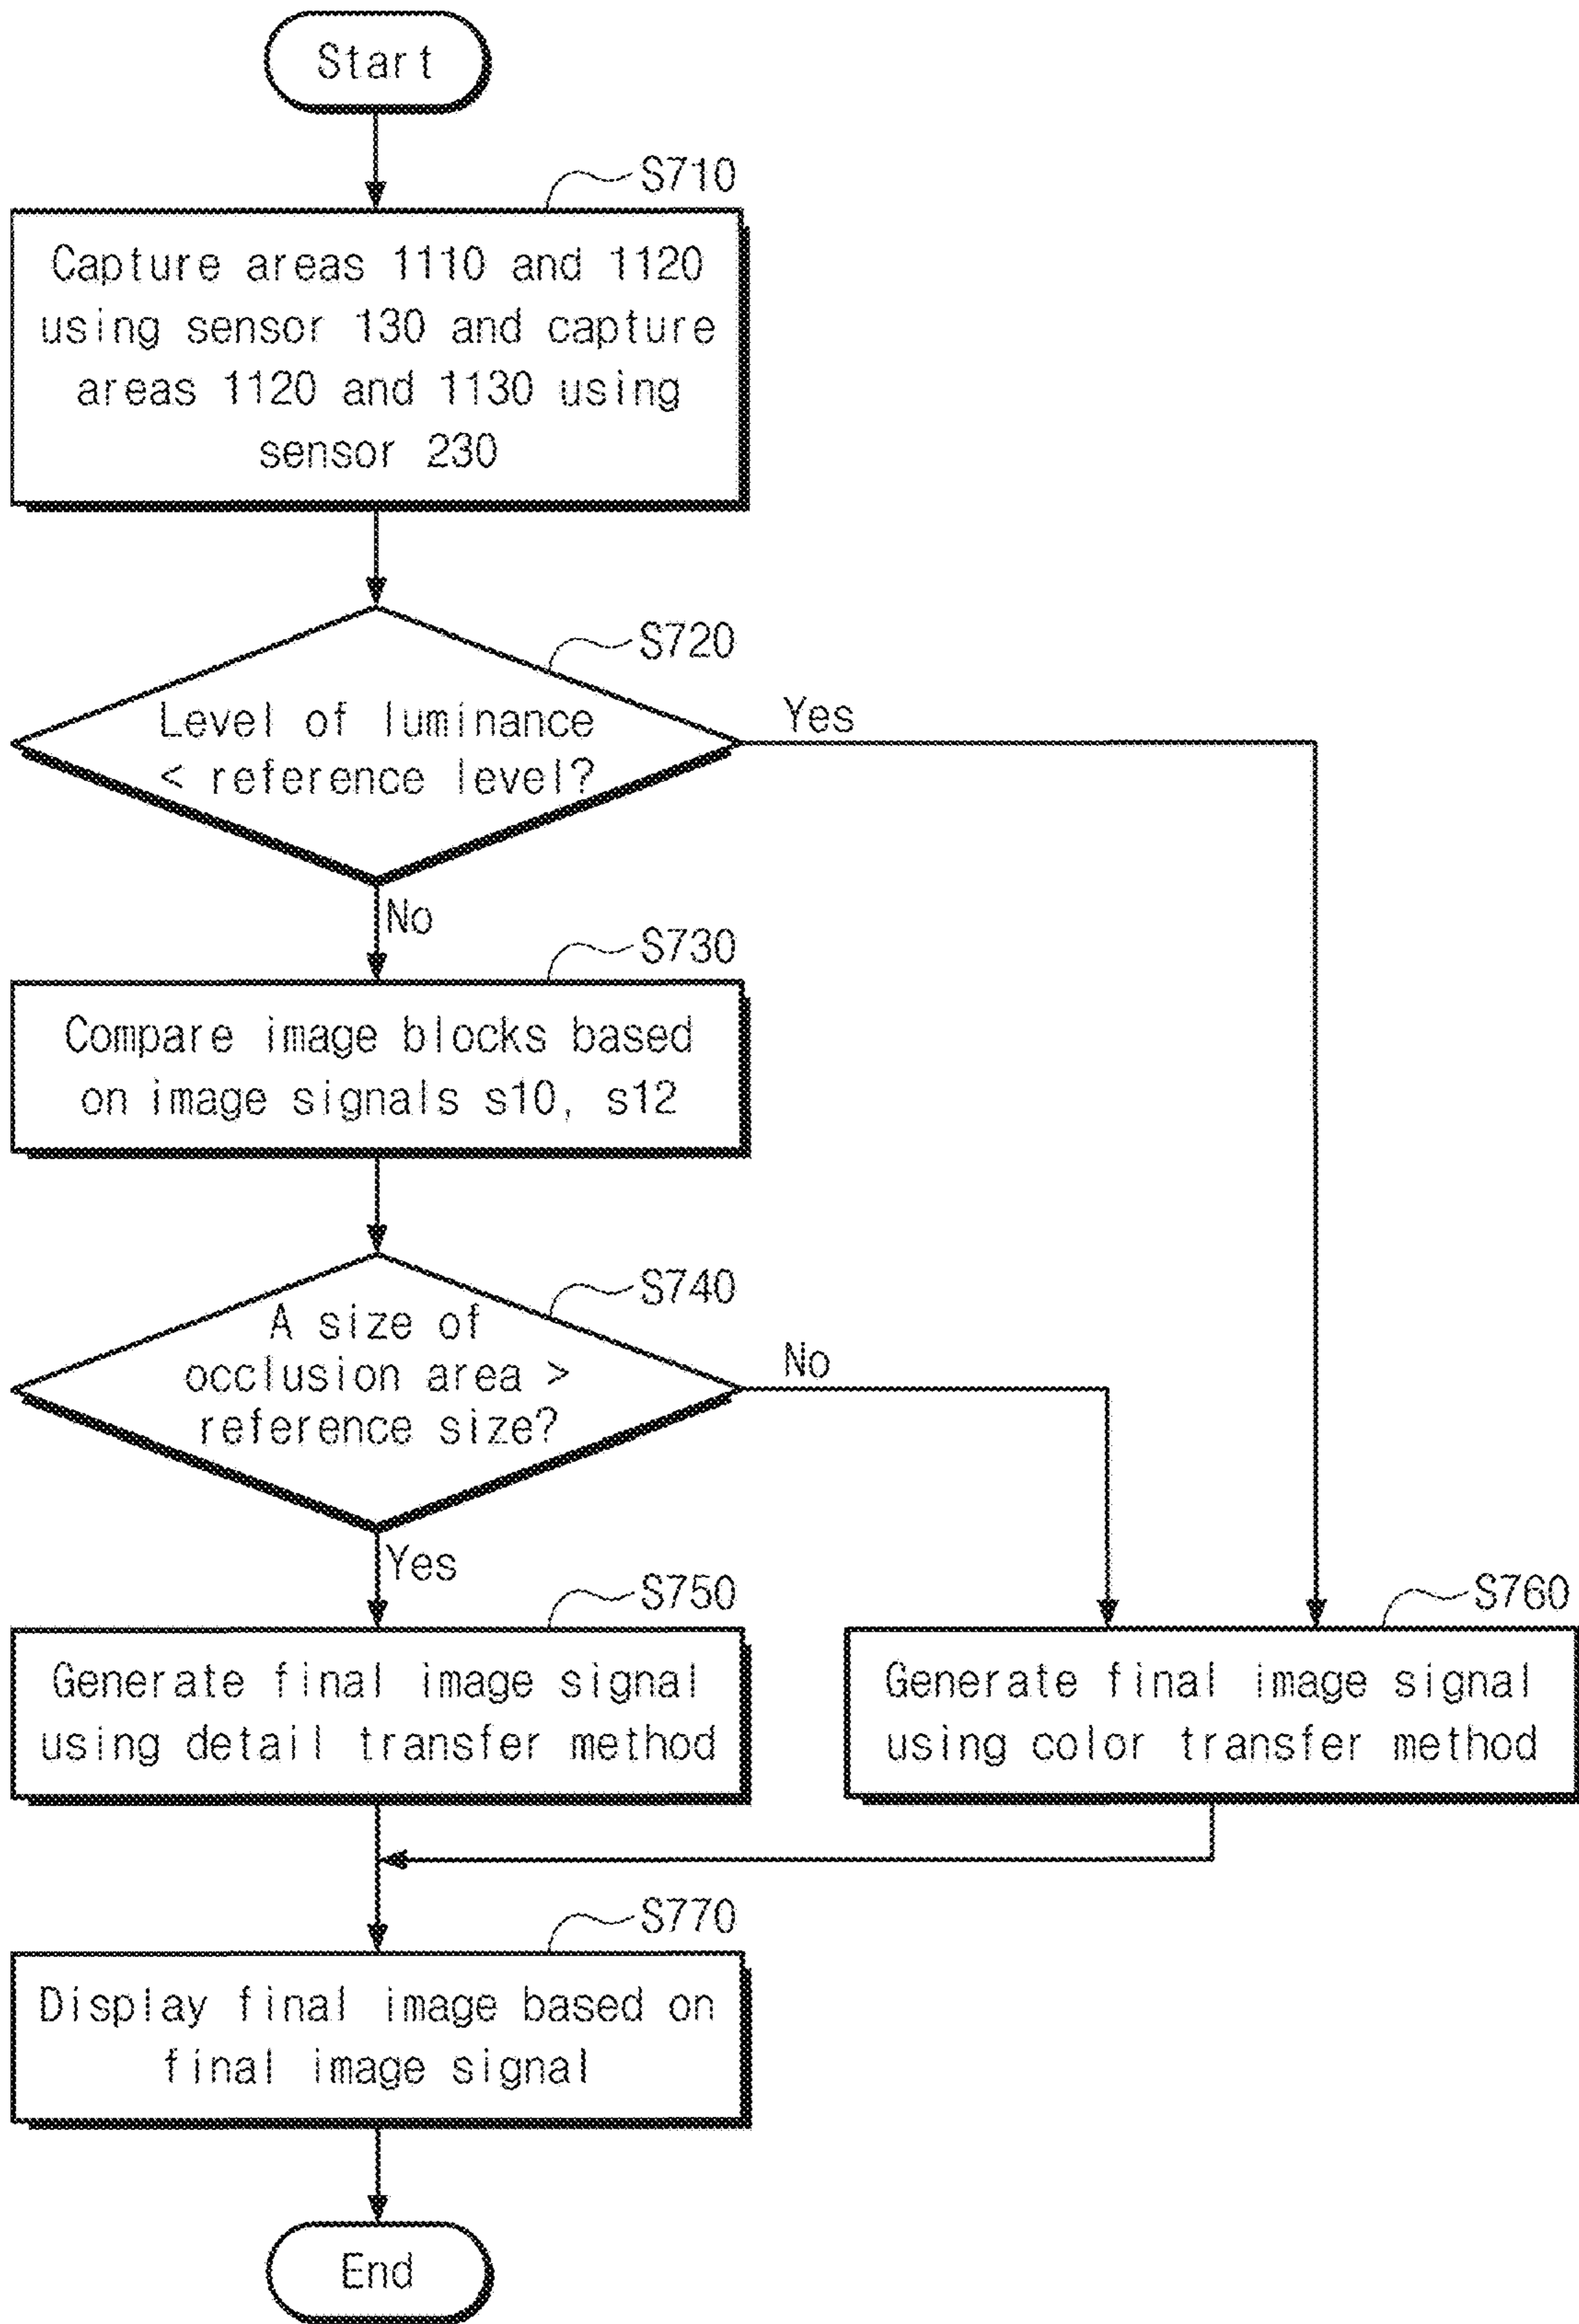 Start
S710
Capture areas 1110 and 1120
using sensor 130 and capture
areas 1120 and 1130 using
sensor 230
S720
Level of luminance
< reference level?
Yes
No
S730
Compare image blocks based
on image signals s10, s12
S740
A size of
occlusion area >
reference size?
No
Yes
S750
Generate final image signal
using detail transfer method
S760
Generate final image signal
using color transfer method
S770
Display final image based on
final image signal
End